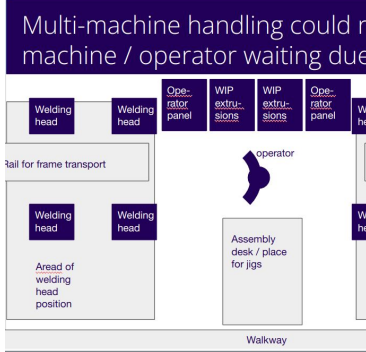 Multi-machine handling could
machine / operator waiting due
Ope-
rator
panel
WIP
extru-
sions
WIP
extru-
sions
Ope-
rator
panel
Welding
head
Welding
head
Rail for frame transport
operator
Welding
head
Welding
head
Assembly
desk / place
for jigs
Aread of
welding
head
position
Walkway